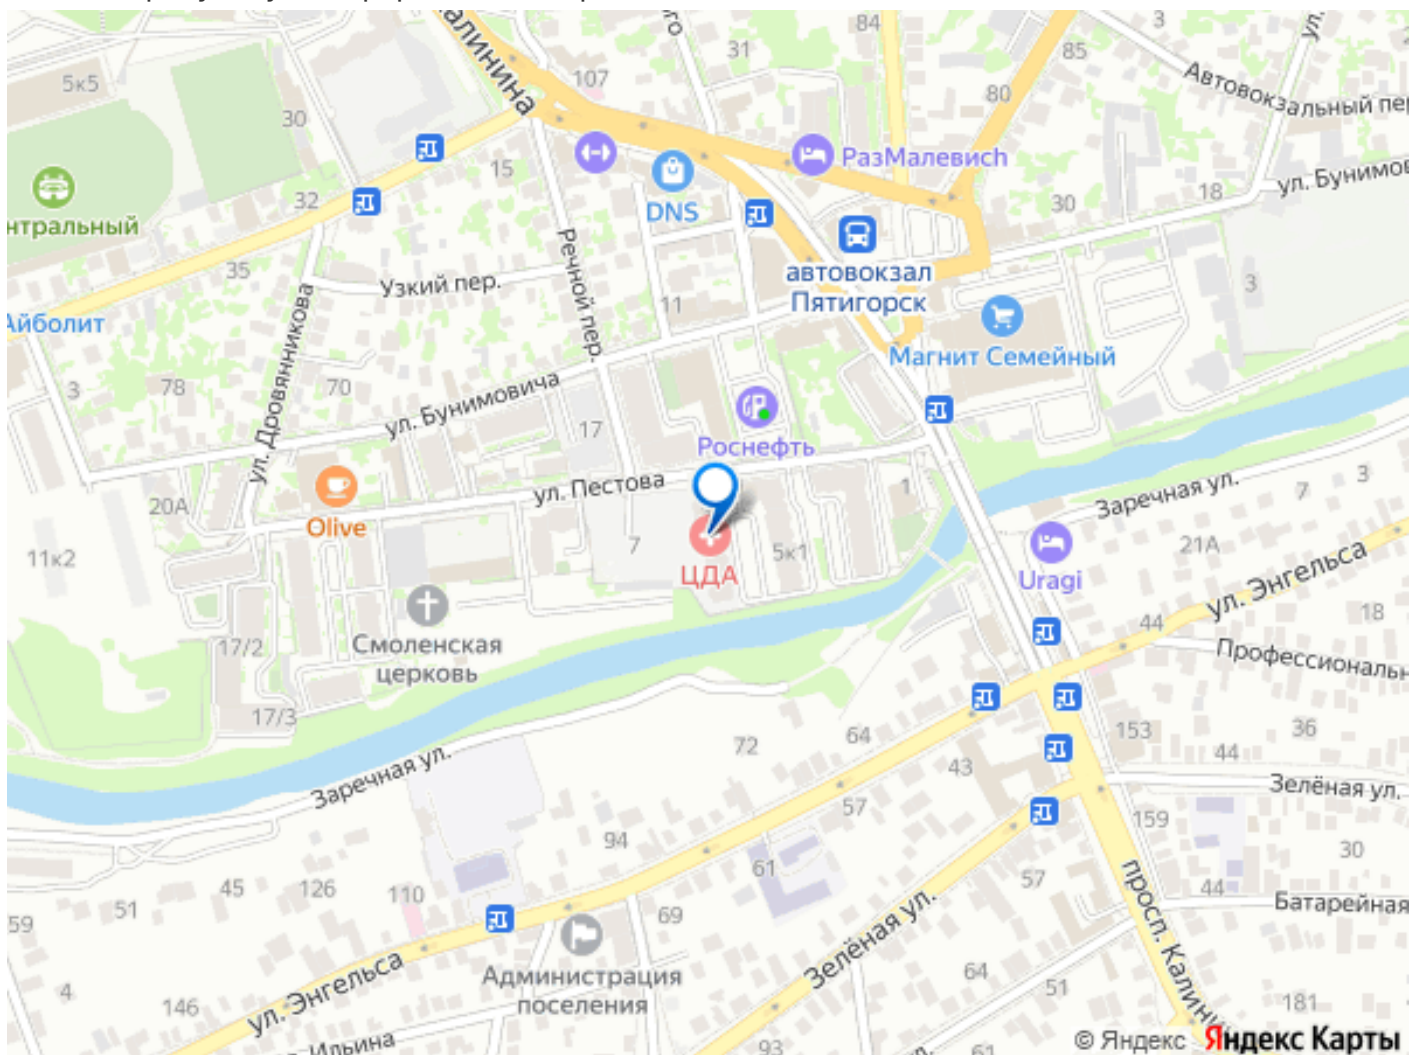 84
3
31
85
5к5
107
Калинина
Автовокзальный пер
80
30
15
РазМалевich
32
DNS
18
ул. Бунимов
30
нтральный
Речной пер.
35
Узкий пер.
автовокзал
Пятигорск
3
11
Айболит
Магнит Семейный
ул. Дровянникова
3
78
70
ул. Бунимовича
17
Роснефть
ул. Пестова
1
Заречная ул.
7
3
20А
Olive
11к2
7
ЦДА
5к1
21А
Uragi
ул. Энгельса
18
44
Смоленская
церковь
17/2
Профессиональн
17/3
72
64
153
36
44
43
Заречная ул.
Зелёная ул.
57
94
159
30
61
57
45
126
110
44
51
59
69
Батарейная
Зелёная ул.
просп. Калини
Администрация
поселения
64
51
4
146
ул. Энгельса
181
Ильина
93
61
© Яндекс Яндекс Карты